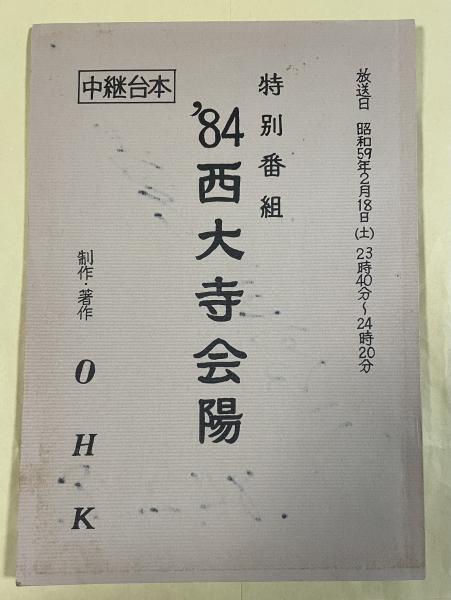 放送日 昭和59年2月18日(土) 23時40分～24時20分
特別番組
'84西大寺会陽
中継台本
制作・著作 OHK